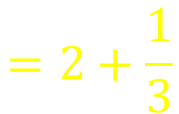 = 2 + 1/3